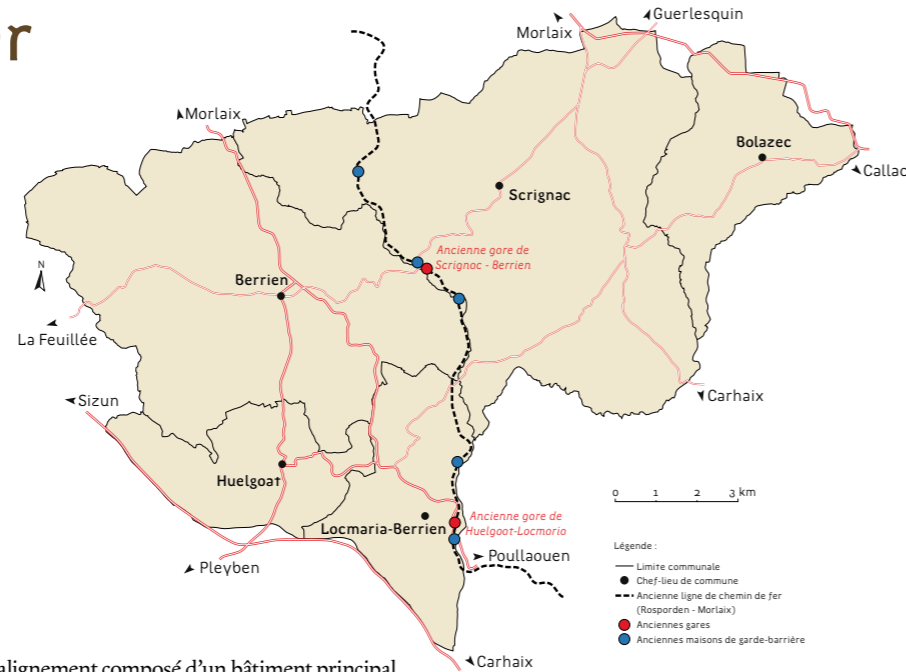 er
Guerlesquin
Morlaix
Morlaix
Bolazec
Callac
Scrignac
Ancienne gare de
Scrignac - Berrien
N
Berrien
La Feuillée
Carhaix
Sizun
Huelgoat
0 1 2 3 km
Locmaria-Berrien
Ancienne gare de
Huelgoat-Locmaria
Poullaouen
Pleyben
Légende :
Limite communale
Chef-lieu de commune
Ancienne ligne de chemin de fer
(Rosporden - Morlaix)
Anciennes gares
Anciennes maisons de garde-barrière
Carhaix
alignement composé d'un bâtiment principal